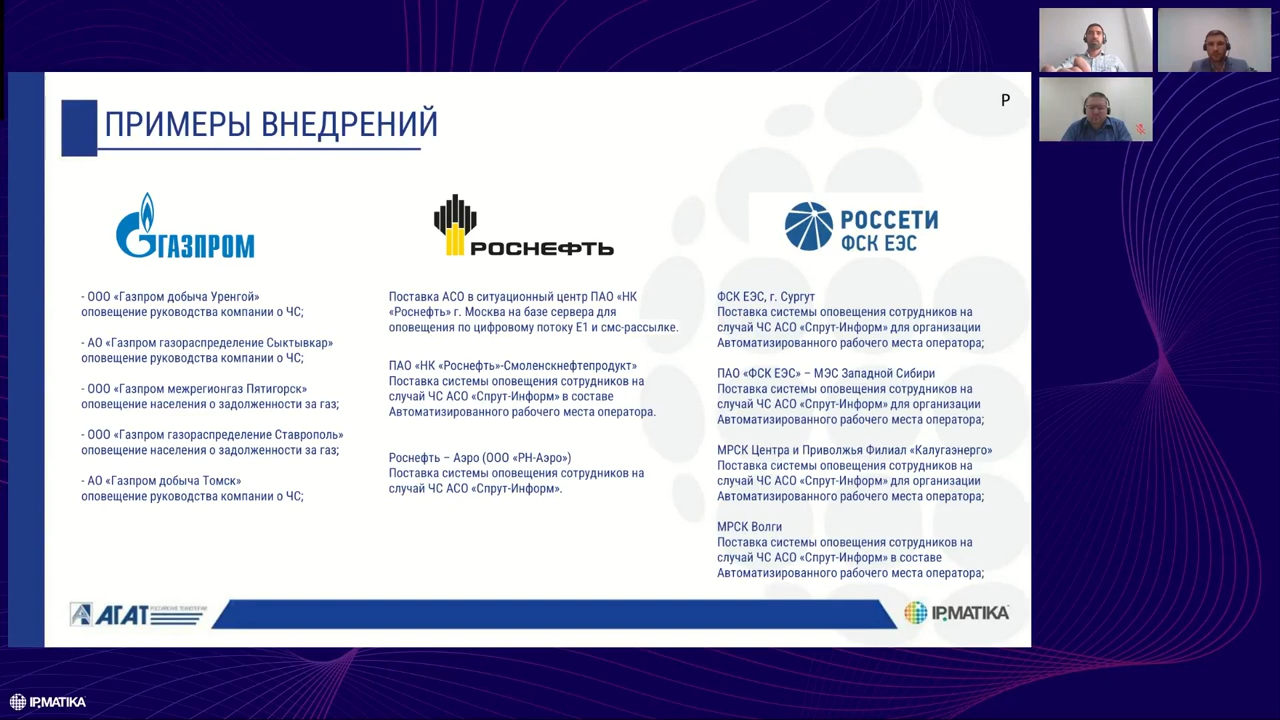 Р
ПРИМЕРЫ ВНЕДРЕНИЙ
ГАЗПРОМ
- ООО «Газпром добыча Уренгой»
оповещение руководства компании о ЧС;
- АО «Газпром газораспределение Сыктывкар»
оповещение руководства компании о ЧС;
- ООО «Газпром межрегионгаз Пятигорск»
оповещение населения о задолженности за газ;
- ООО «Газпром газораспределение Ставрополь»
оповещение населения о задолженности за газ;
- АО «Газпром добыча Томск»
оповещение руководства компании о ЧС;
РОСНЕФТЬ
Поставка АСО в ситуационный центр ПАО «НК
«Роснефть» г. Москва на базе сервера для
оповещения по цифровому потоку Е1 и смс-рассылке.
ПАО «НК «Роснефть»-Смоленскнефтепродукт»
Поставка системы оповещения сотрудников на
случай ЧС АСО «Спрут-Информ» в составе
Автоматизированного рабочего места оператора.
Роснефть – Аэро (ООО «РН-Аэро»)
Поставка системы оповещения сотрудников на
случай ЧС АСО «Спрут-Информ».
РОССЕТИ
ФСК ЕЭС
ФСК ЕЭС, г. Сургут
Поставка системы оповещения сотрудников на
случай ЧС АСО «Спрут-Информ» для организации
Автоматизированного рабочего места оператора;
ПАО «ФСК ЕЭС» – МЭС Западной Сибири
Поставка системы оповещения сотрудников на
случай ЧС АСО «Спрут-Информ» для организации
Автоматизированного рабочего места оператора;
МРСК Центра и Приволжья Филиал «Калугаэнерго»
Поставка системы оповещения сотрудников на
случай ЧС АСО «Спрут-Информ» для организации
Автоматизированного рабочего места оператора;
МРСК Волги
Поставка системы оповещения сотрудников на
случай ЧС АСО «Спрут-Информ» в составе
Автоматизированного рабочего места оператора;
АГАТ РОССИЙСКИЕ ТЕХНОЛОГИИ
IPMATIKA
IPMATIKA